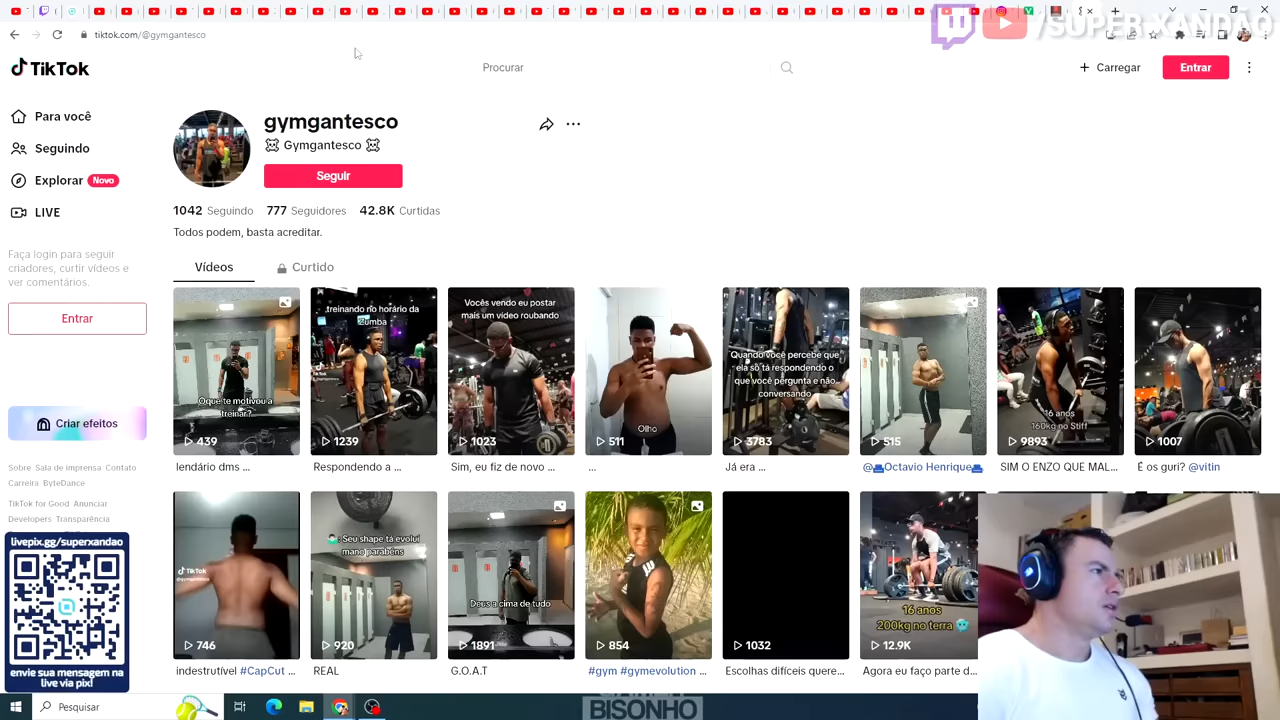 /SUPER XANDÃO
tiktok.com/@gymgantesco
TikTok
Procurar
Carregar
Entrar
Para você
Seguindo
Explorar Novo
LIVE
Faça login para seguir
criadores, curtir vídeos e
ver comentários.
Entrar
Criar efeitos
Sobre Sala de imprensa Contato
Carreira ByteDance
TikTok for Good Anunciar
Developers Transparência
livepix.gg/superxandao
envie sua mensagem na
live via pix!
gymgantesco
Gymgantesco
Seguir
1042 Seguindo 777 Seguidores 42.8K Curtidas
Todos podem, basta acreditar.
Vídeos Curtido
Oque te motivou a
treinar?
439
lendário dms ...
treinando no horário da
Zumba
1239
Respondendo a ...
Vocês vendo eu postar
mais um vídeo roubando
1023
Sim, eu fiz de novo ...
Olho
511
...
Quando você percebe que
ela só tá respondendo o
que você pergunta e não
conversando
3783
Já era ...
515
@Octavio Henrique
16 anos
160kg no Stiff
9893
SIM O ENZO QUE MAL...
1007
É os guri? @vitin
TikTok
@gymgantesco
746
indestrutível #CapCut ...
: Seu shape tá evolui
mano parabéns
920
REAL
Deus a cima de tudo
1891
G.O.A.T
854
#gym #gymevolution ...
1032
Escolhas difíceis quere...
16 anos
200kg no terra
12.9K
Agora eu faço parte d...
Pesquisar
BISONHO